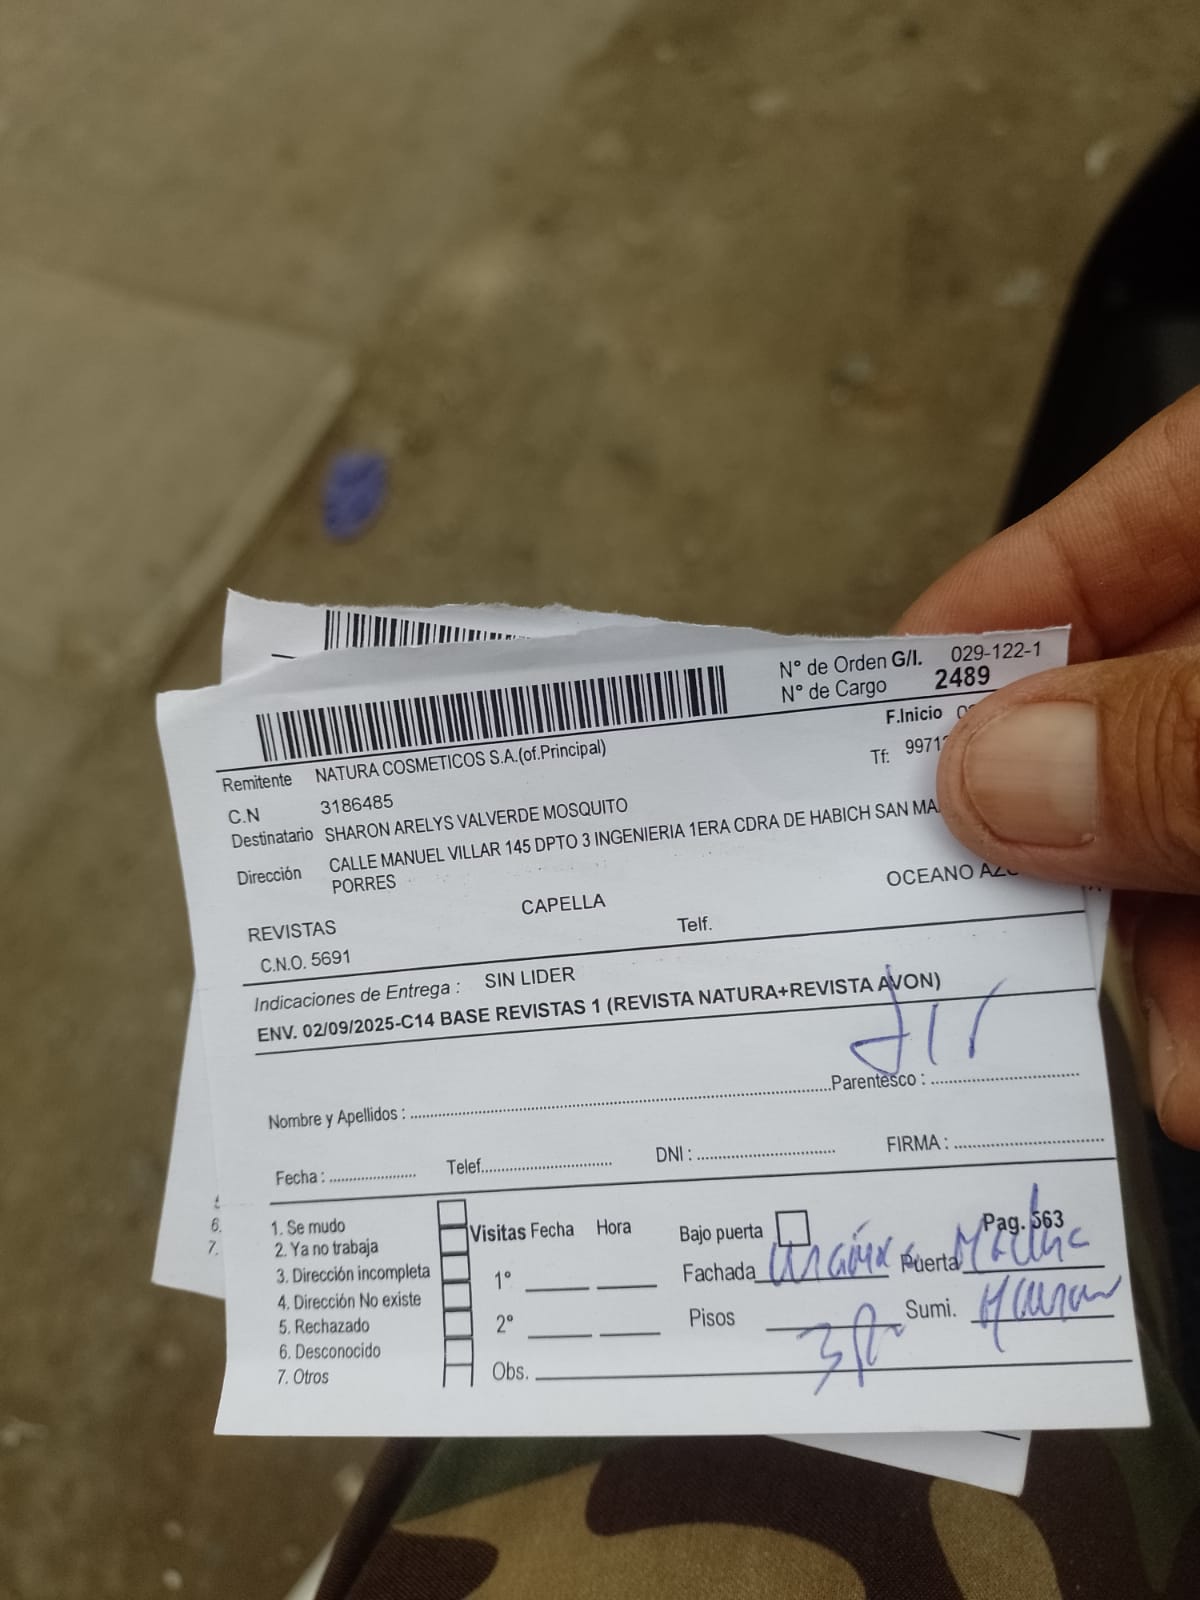 N° de Orden G/I. 029-122-1
N° de Cargo 2489
F.Inicio
Remitente NATURA COSMETICOS S.A.(of.Principal)
Tf: 9971
C.N 3186485
Destinatario SHARON ARELYS VALVERDE MOSQUITO
Dirección CALLE MANUEL VILLAR 145 DPTO 3 INGENIERIA 1ERA CDRA DE HABICH SAN MA
PORRES
REVISTAS CAPELLA OCEANO
C.N.O. 5691 Telf.
Indicaciones de Entrega : SIN LIDER
ENV. 02/09/2025-C14 BASE REVISTAS 1 (REVISTA NATURA+REVISTA AVON)
Nombre y Apellidos : Parentesco :
Fecha : Telef. DNI : FIRMA :
1. Se mudo
2. Ya no trabaja
3. Dirección incompleta
4. Dirección No existe
5. Rechazado
6. Desconocido
7. Otros
Visitas Fecha Hora
1°
2°
Obs.
Bajo puerta Pag. 563
Fachada Puerta
Pisos 3 Sumi.
6.
7.